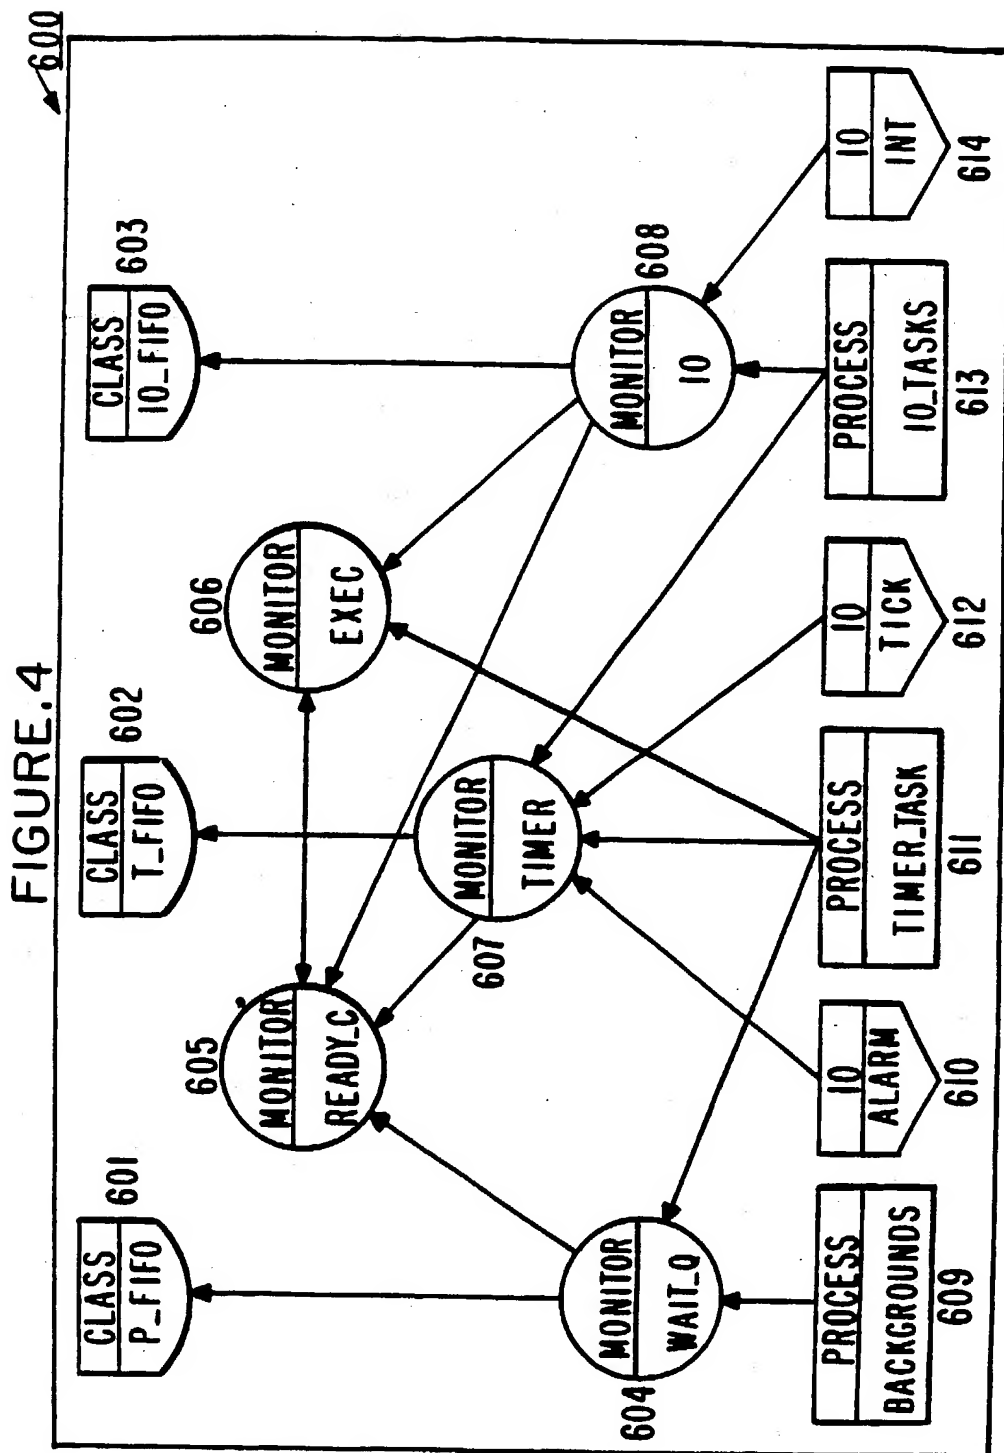 FIGURE.4
600
CLASS
P_FIFO
601
CLASS
T_FIFO
602
CLASS
IO_FIFO
603
605
MONITOR
READY_C
606
MONITOR
EXEC
MONITOR
WAIT_Q
604
MONITOR
TIMER
607
MONITOR
IO
608
PROCESS
BACKGROUNDS
609
IO
ALARM
610
PROCESS
TIMER_TASK
611
IO
TICK
612
PROCESS
IO_TASKS
613
IO
INT
614